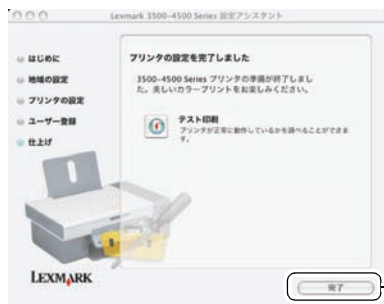 Lexmark 3500-4500 Series 設定アシスタント
はじめに
地域の設定
プリンタの設定
ユーザー登録
仕上げ
プリンタの設定を完了しました
3500-4500 Series プリンタの準備が終了しまし
た。美しいカラープリントをお楽しみください。
テスト印刷
プリンタが正常に動作しているかを調べることができま
す。
LEXMARK
完了